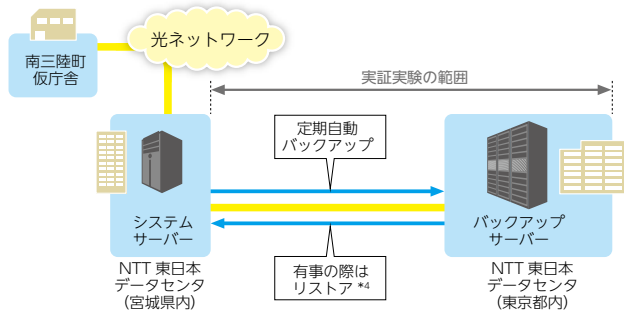 南三陸町
仮庁舎
光ネットワーク
実証実験の範囲
定期自動
バックアップ
システム
サーバー
バックアップ
サーバー
有事の際は
リストア *4
NTT 東日本
データセンタ
(宮城県内)
NTT 東日本
データセンタ
(東京都内)